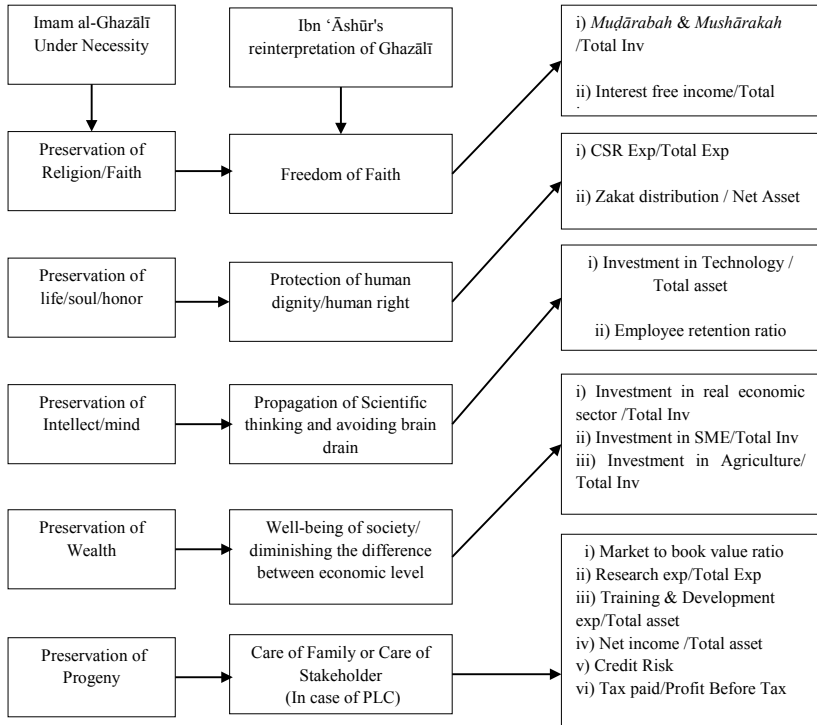 Imam al-Ghazālī
Under Necessity
Ibn ‘Āshūr's
reinterpretation of Ghazālī
i) Muḍārabah & Mushārakah
/Total Inv
ii) Interest free income/Total
Preservation of
Religion/Faith
Freedom of Faith
i) CSR Exp/Total Exp
ii) Zakat distribution / Net Asset
Preservation of
life/soul/honor
Protection of human
dignity/human right
i) Investment in Technology /
Total asset
ii) Employee retention ratio
Preservation of
Intellect/mind
Propagation of Scientific
thinking and avoiding brain
drain
i) Investment in real economic
sector /Total Inv
ii) Investment in SME/Total Inv
iii) Investment in Agriculture/
Total Inv
Preservation of
Wealth
Well-being of society/
diminishing the difference
between economic level
i) Market to book value ratio
ii) Research exp/Total Exp
iii) Training & Development
exp/Total asset
iv) Net income /Total asset
v) Credit Risk
vi) Tax paid/Profit Before Tax
Preservation of
Progeny
Care of Family or Care of
Stakeholder
(In case of PLC)